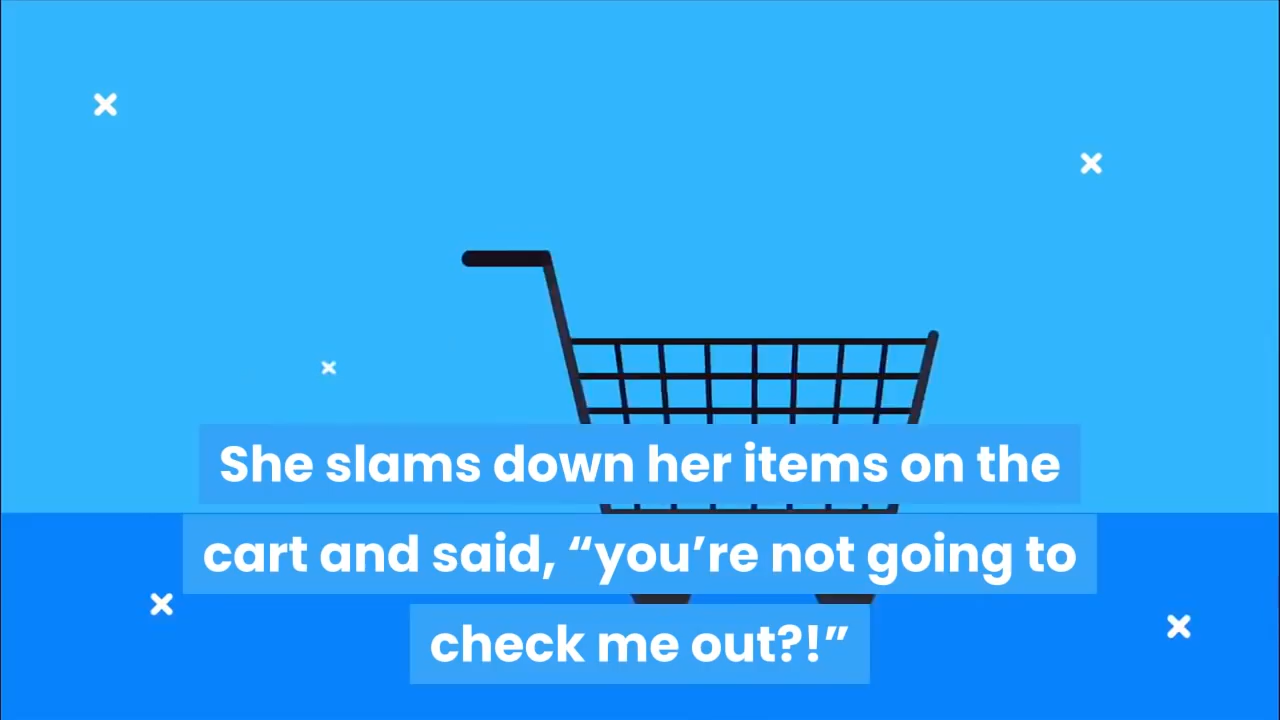 She slams down her items on the
cart and said, “you’re not going to
check me out?!”